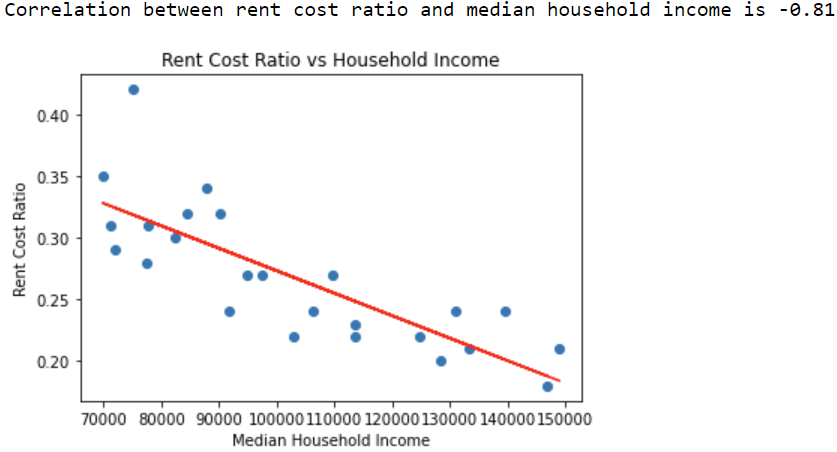 Correlation between rent cost ratio and median household income is -0.81
Rent Cost Ratio vs Household Income
0.40
0.35
0.30
0.25
0.20
Rent Cost Ratio
70000 80000 90000 100000 110000 120000 130000 140000 150000
Median Household Income